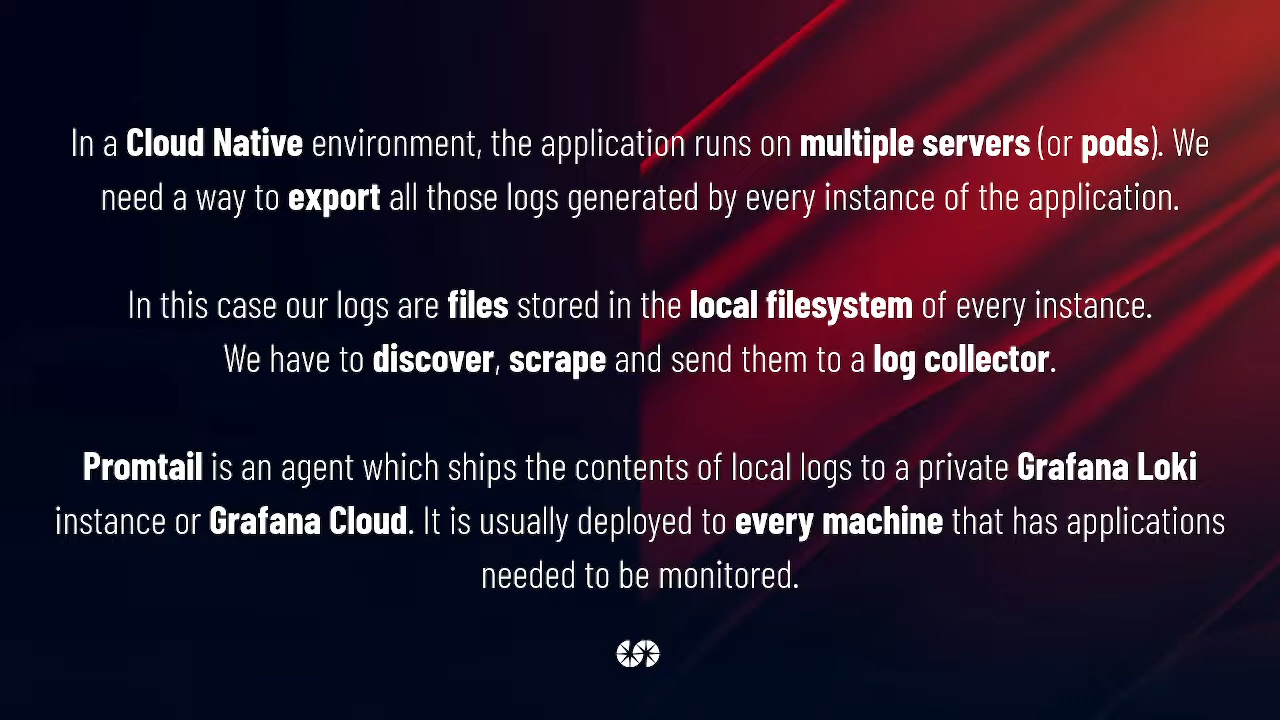 In a Cloud Native environment, the application runs on multiple servers (or pods). We
need a way to export all those logs generated by every instance of the application.
In this case our logs are files stored in the local filesystem of every instance.
We have to discover, scrape and send them to a log collector.
Promtail is an agent which ships the contents of local logs to a private Grafana Loki
instance or Grafana Cloud. It is usually deployed to every machine that has applications
needed to be monitored.